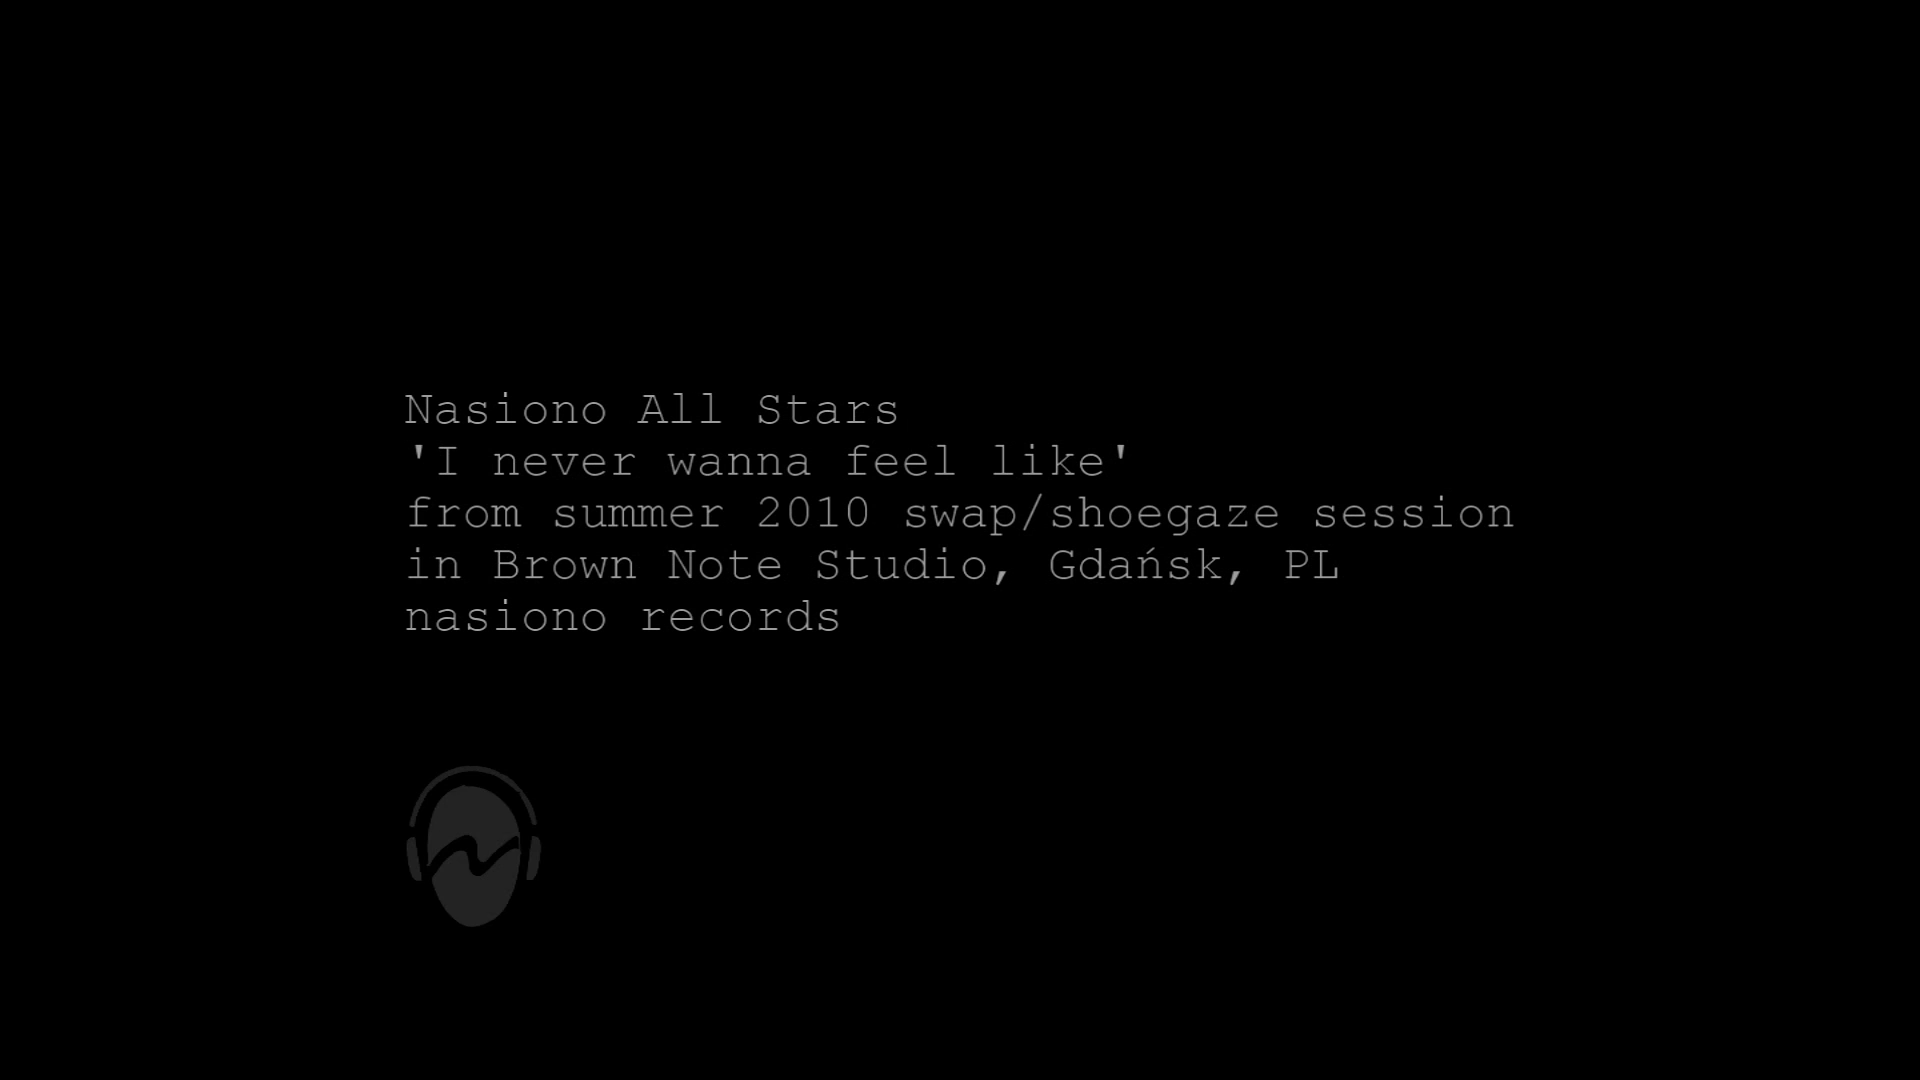 Nasiono All Stars
'I never wanna feel like'
from summer 2010 swap/shoegaze session
in Brown Note Studio, Gdańsk, PL
nasiono records